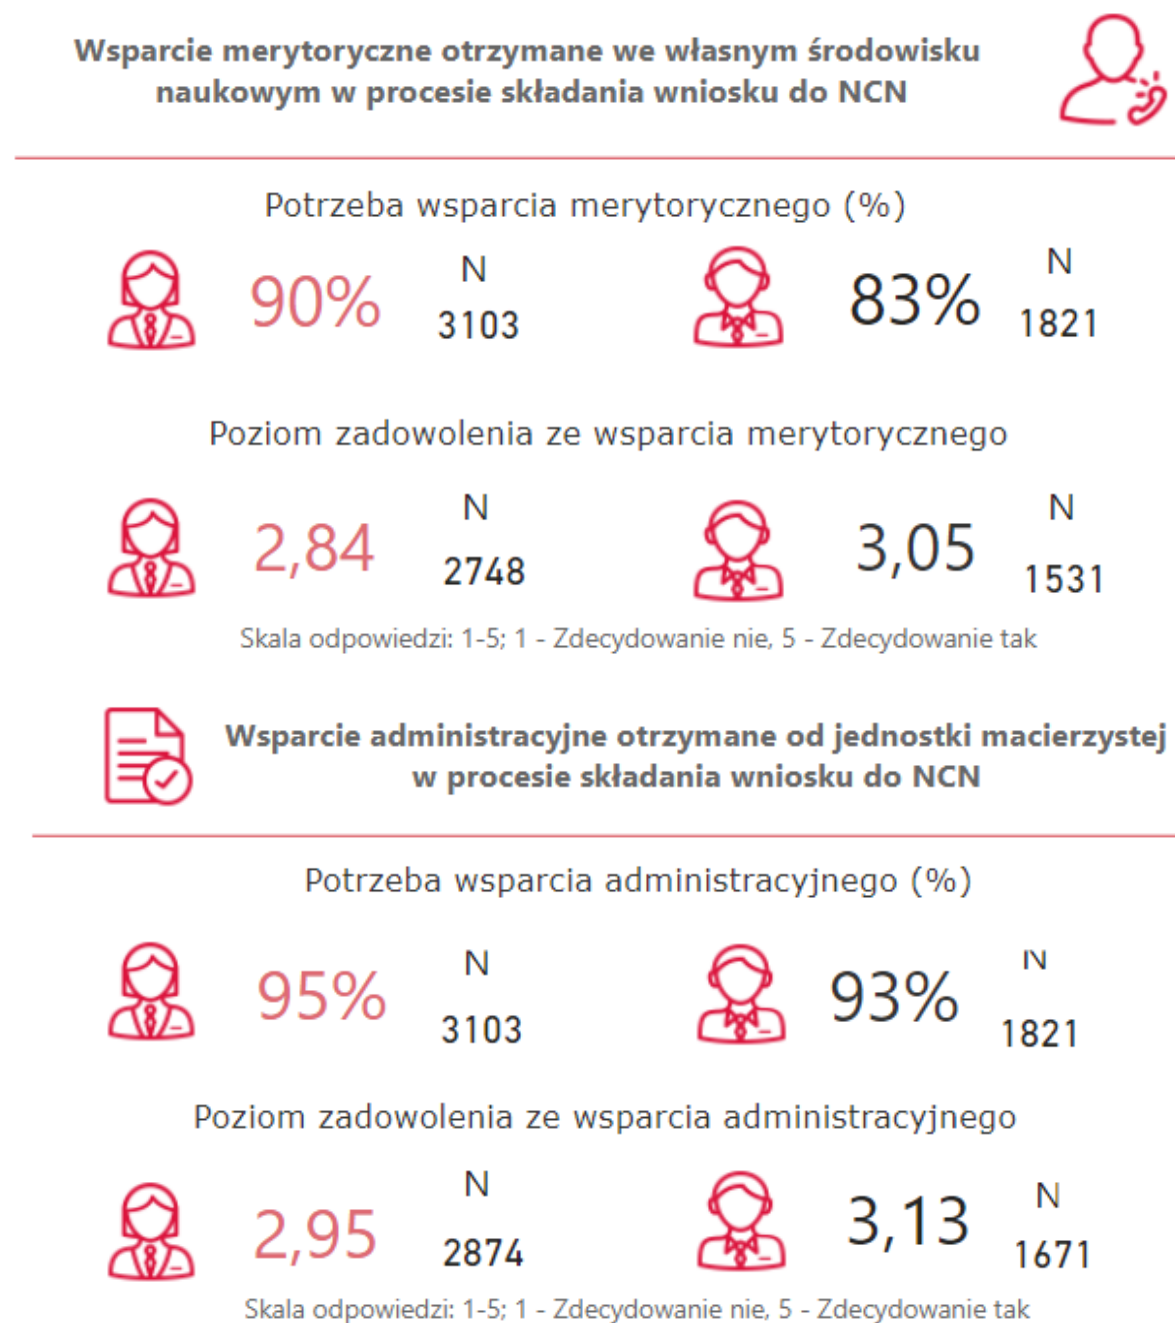 Wsparcie merytoryczne otrzymane we własnym środowisku
naukowym w procesie składania wniosku do NCN
Potrzeba wsparcia merytorycznego (%)
90% N 3103 83% N 1821
Poziom zadowolenia ze wsparcia merytorycznego
2,84 N 2748 3,05 N 1531
Skala odpowiedzi: 1-5; 1 - Zdecydowanie nie, 5 - Zdecydowanie tak
Wsparcie administracyjne otrzymane od jednostki macierzystej
w procesie składania wniosku do NCN
Potrzeba wsparcia administracyjnego (%)
95% N 3103 93% N 1821
Poziom zadowolenia ze wsparcia administracyjnego
2,95 N 2874 3,13 N 1671
Skala odpowiedzi: 1-5; 1 - Zdecydowanie nie, 5 - Zdecydowanie tak